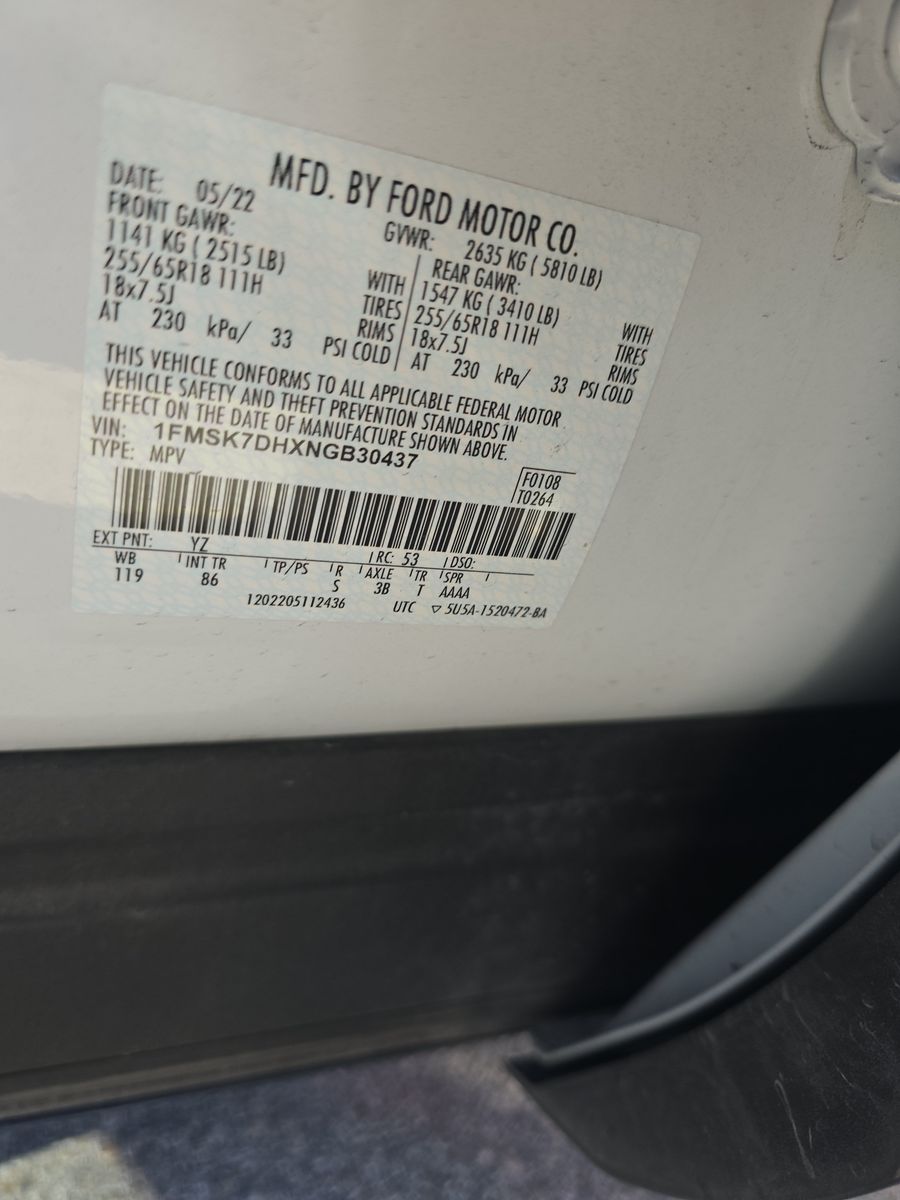 MFD. BY FORD MOTOR CO.
DATE: 05/22 GVWR: 2635 KG ( 5810 LB)
FRONT GAWR: REAR GAWR:
1141 KG ( 2515 LB) WITH 1547 KG ( 3410 LB) WITH
255/65R18 111H TIRES 255/65R18 111H TIRES
18x7.5J RIMS 18x7.5J RIMS
AT 230 kPa/ 33 PSI COLD AT 230 kPa/ 33 PSI COLD
THIS VEHICLE CONFORMS TO ALL APPLICABLE FEDERAL MOTOR
VEHICLE SAFETY AND THEFT PREVENTION STANDARDS IN
EFFECT ON THE DATE OF MANUFACTURE SHOWN ABOVE.
VIN: 1FMSK7DHXNGB30437
TYPE: MPV
F0108
T0264
EXT PNT: YZ RC: 53 DSO:
WB INT TR TP/PS R AXLE TR SPR
119 86 S 3B T AAAA
1202205112436 UTC ▽ 5U5A-1520472-BA